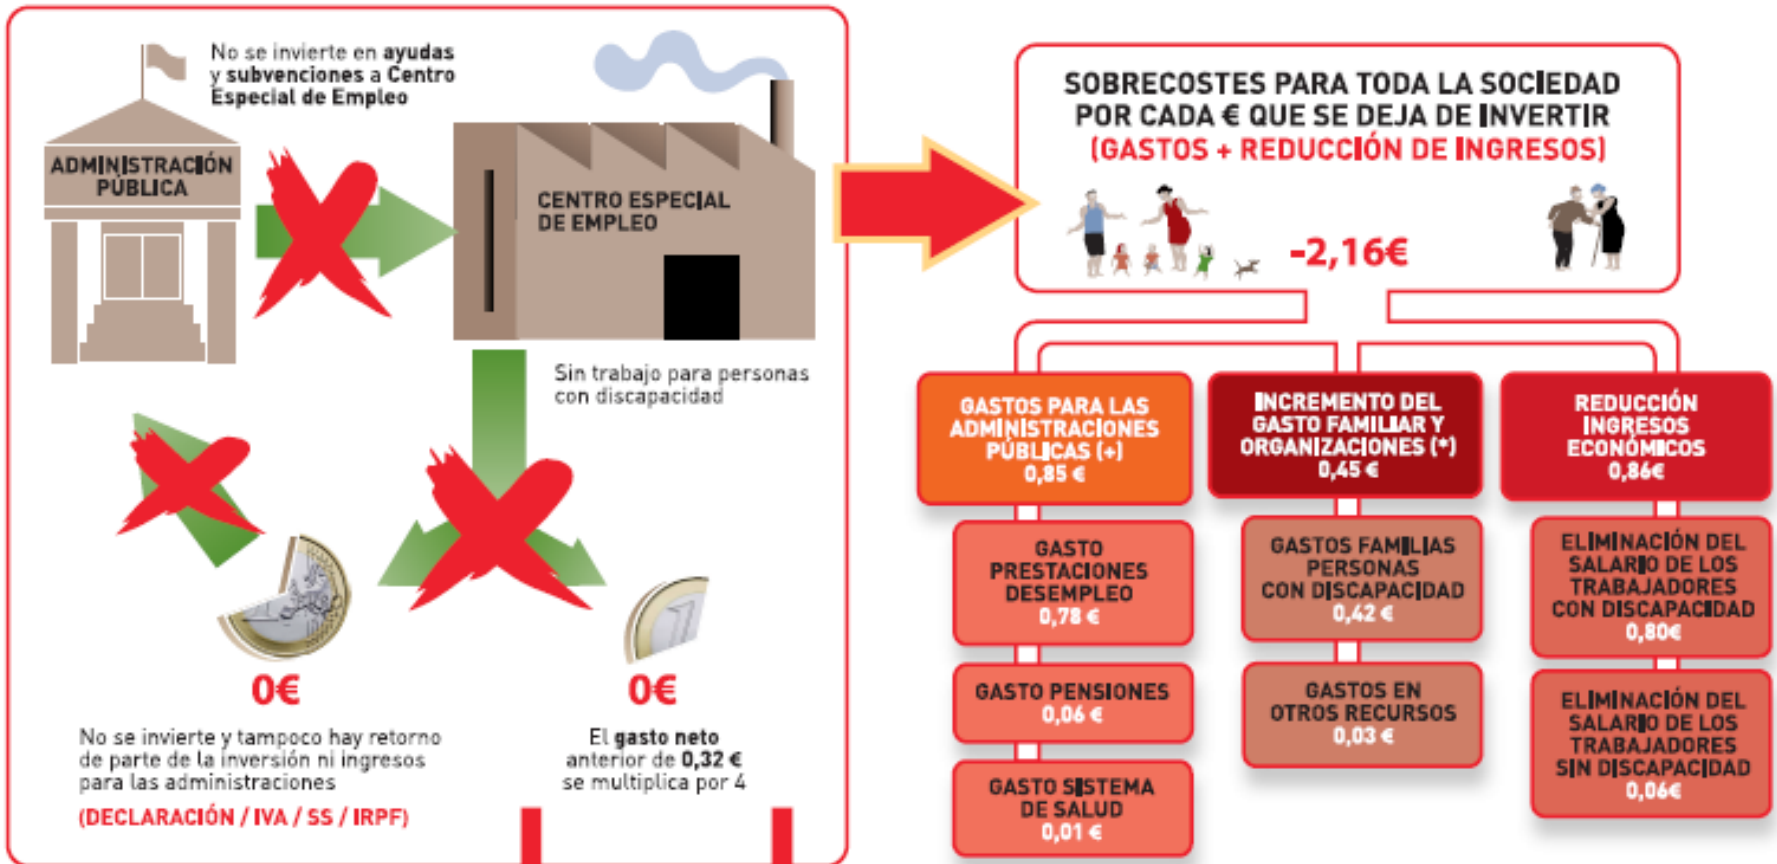 No se invierte en ayudas
y subvenciones a Centro
Especial de Empleo
ADMINISTRACIÓN
PÚBLICA
CENTRO ESPECIAL
DE EMPLEO
Sin trabajo para personas
con discapacidad
0€
No se invierte y tampoco hay retorno
de parte de la inversión ni ingresos
para las administraciones
(DECLARACIÓN / IVA / SS / IRPF)
0€
El gasto neto
anterior de 0,32 €
se multiplica por 4
SOBRECOSTES PARA TODA LA SOCIEDAD
POR CADA € QUE SE DEJA DE INVERTIR
(GASTOS + REDUCCIÓN DE INGRESOS)
-2,16€
GASTOS PARA LAS
ADMINISTRACIONES
PÚBLICAS (+)
0,85 €
GASTO
PRESTACIONES
DESEMPLEO
0,78 €
GASTO PENSIONES
0,06 €
GASTO SISTEMA
DE SALUD
0,01 €
INCREMENTO DEL
GASTO FAMILIAR Y
ORGANIZACIONES (*)
0,45 €
GASTOS FAMILIAS
PERSONAS
CON DISCAPACIDAD
0,42 €
GASTOS EN
OTROS RECURSOS
0,03 €
REDUCCIÓN
INGRESOS
ECONÓMICOS
0,86€
ELIMINACIÓN DEL
SALARIO DE LOS
TRABAJADORES
CON DISCAPACIDAD
0,80€
ELIMINACIÓN DEL
SALARIO DE LOS
TRABAJADORES
SIN DISCAPACIDAD
0,06€